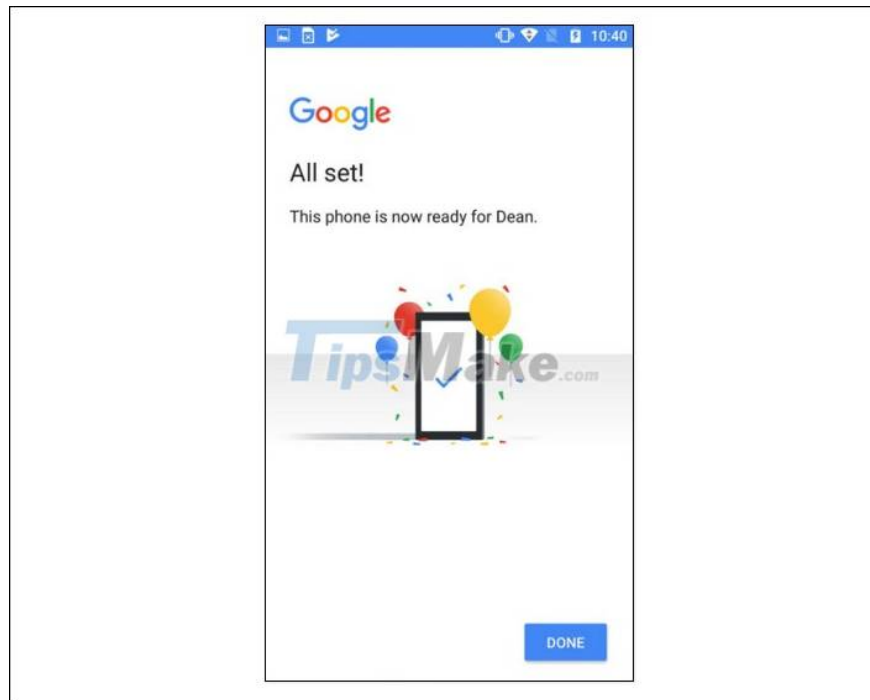 10:40
Google
All set!
This phone is now ready for Dean.
TipsMake.com
DONE